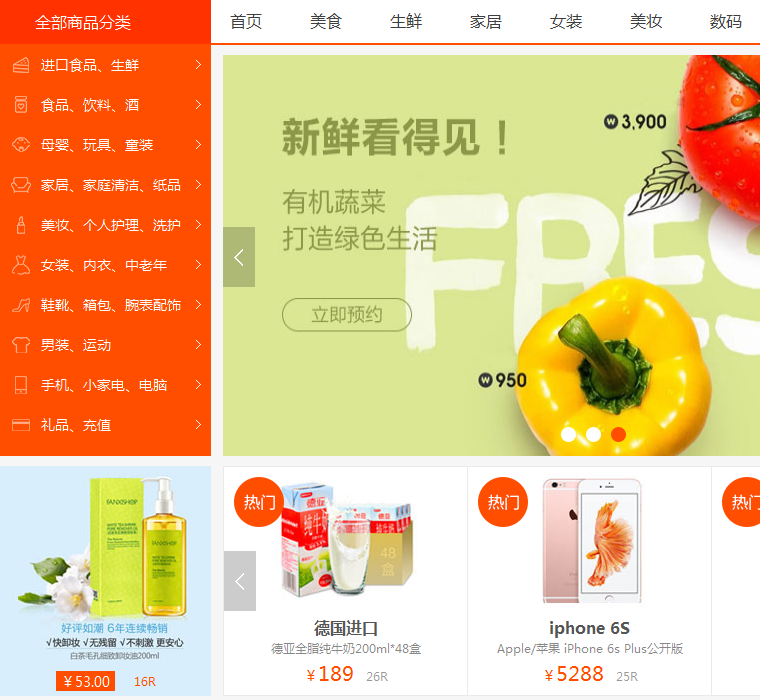 全部商品分类
首页 美食 生鲜 家居 女装 美妆 数码
进口食品、生鲜
食品、饮料、酒
母婴、玩具、童装
家居、家庭清洁、纸品
美妆、个人护理、洗护
女装、内衣、中老年
鞋靴、箱包、腕表配饰
男装、运动
手机、小家电、电脑
礼品、充值
新鲜看得见！
₩3,900
有机蔬菜
打造绿色生活
FRES
立即预约
₩950
FANXISHOP
FANXISHOP
好评如潮 6年连续畅销
√快卸妆 √无残留 √不刺激 更安心
白茶毛孔细致卸妆油200ml
¥ 53.00 16R
热门
德亚
纯牛奶
48
盒
德国进口
德亚全脂纯牛奶200ml*48盒
¥189 26R
热门
iphone 6S
Apple/苹果 iPhone 6s Plus公开版
¥5288 25R
热门